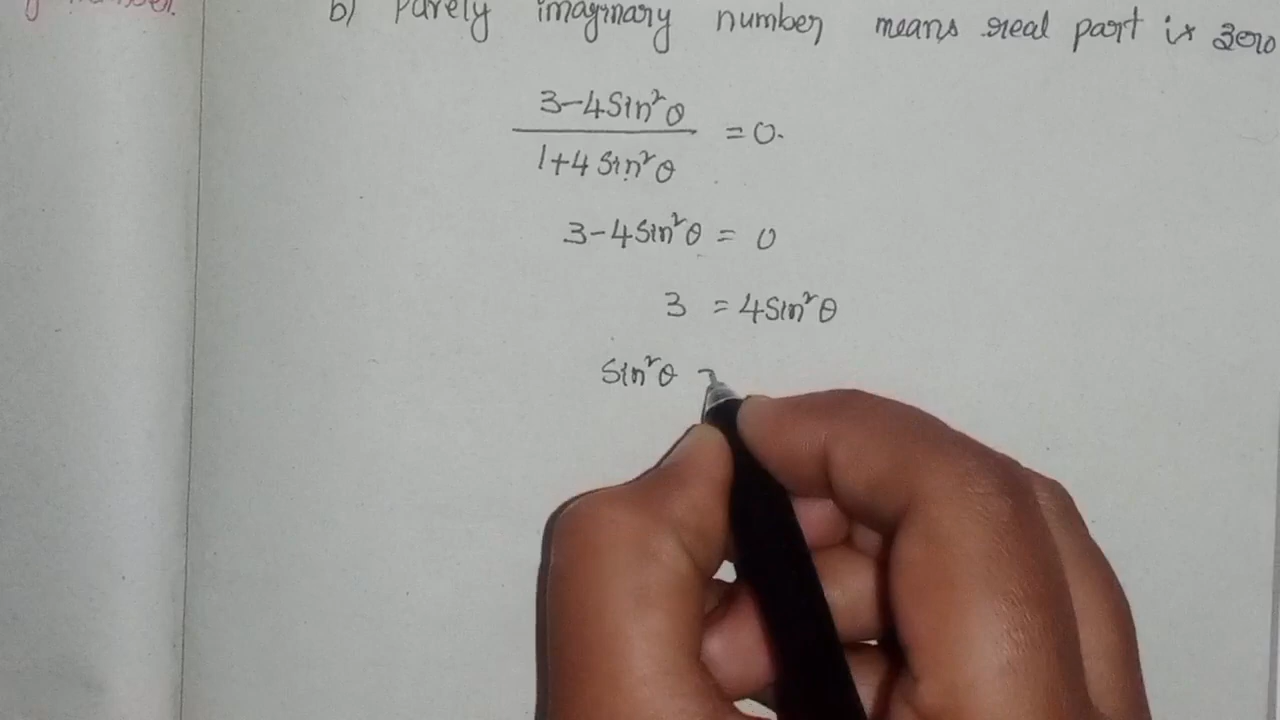 number.
b) Purely imaginary number means real part is zero
3-4Sin²θ
1+4Sin²θ = 0.
3-4Sin²θ = 0
3 = 4Sin²θ
Sin²θ